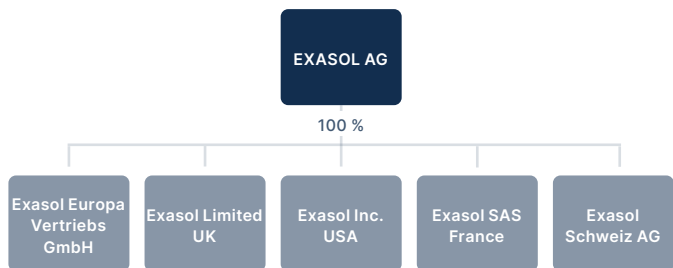 EXASOL AG
100 %
Exasol Europa
Vertriebs
GmbH
Exasol Limited
UK
Exasol Inc.
USA
Exasol SAS
France
Exasol
Schweiz AG